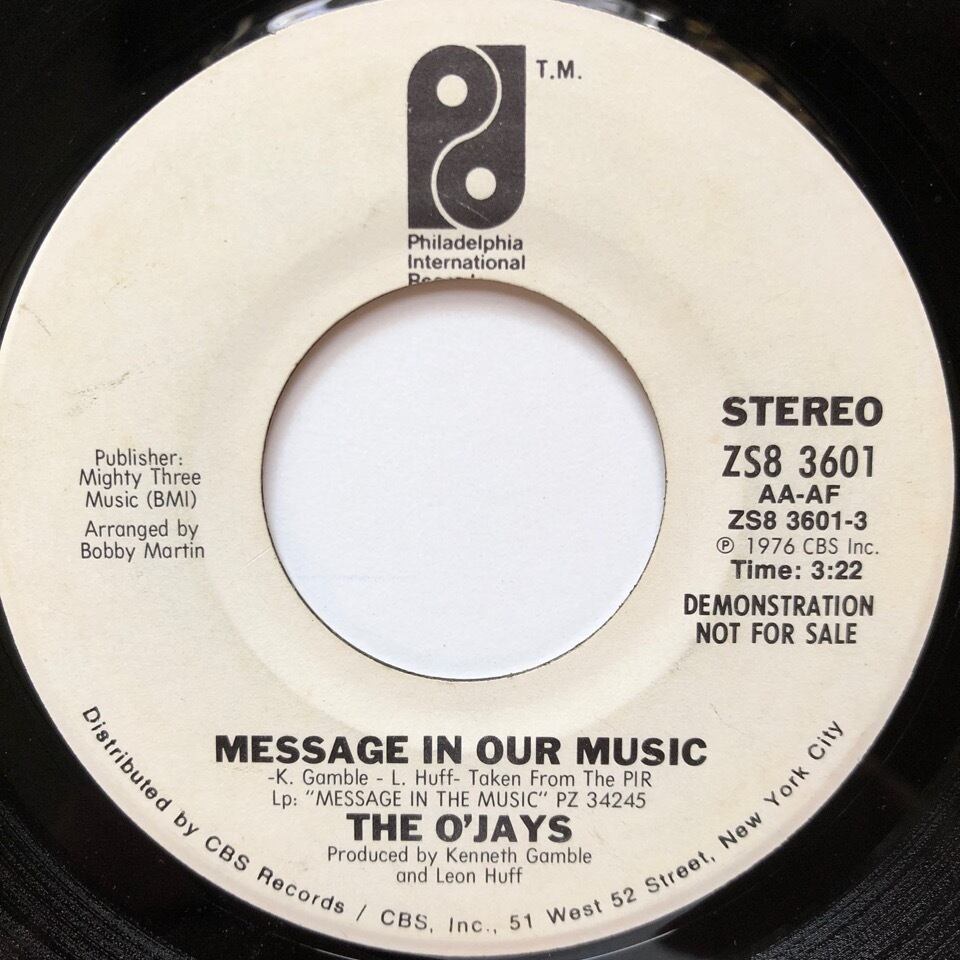 T.M.
Philadelphia
International
STEREO
ZS8 3601
AA-AF
ZS8 3601-3
℗ 1976 CBS Inc.
Time: 3:22
DEMONSTRATION
NOT FOR SALE
Publisher:
Mighty Three
Music (BMI)
Arranged by
Bobby Martin
MESSAGE IN OUR MUSIC
-K. Gamble - L. Huff- Taken From The PIR
Lp: "MESSAGE IN THE MUSIC" PZ 34245
THE O'JAYS
Produced by Kenneth Gamble
and Leon Huff
Distributed by CBS Records / CBS, Inc., 51 West 52 Street, New York City